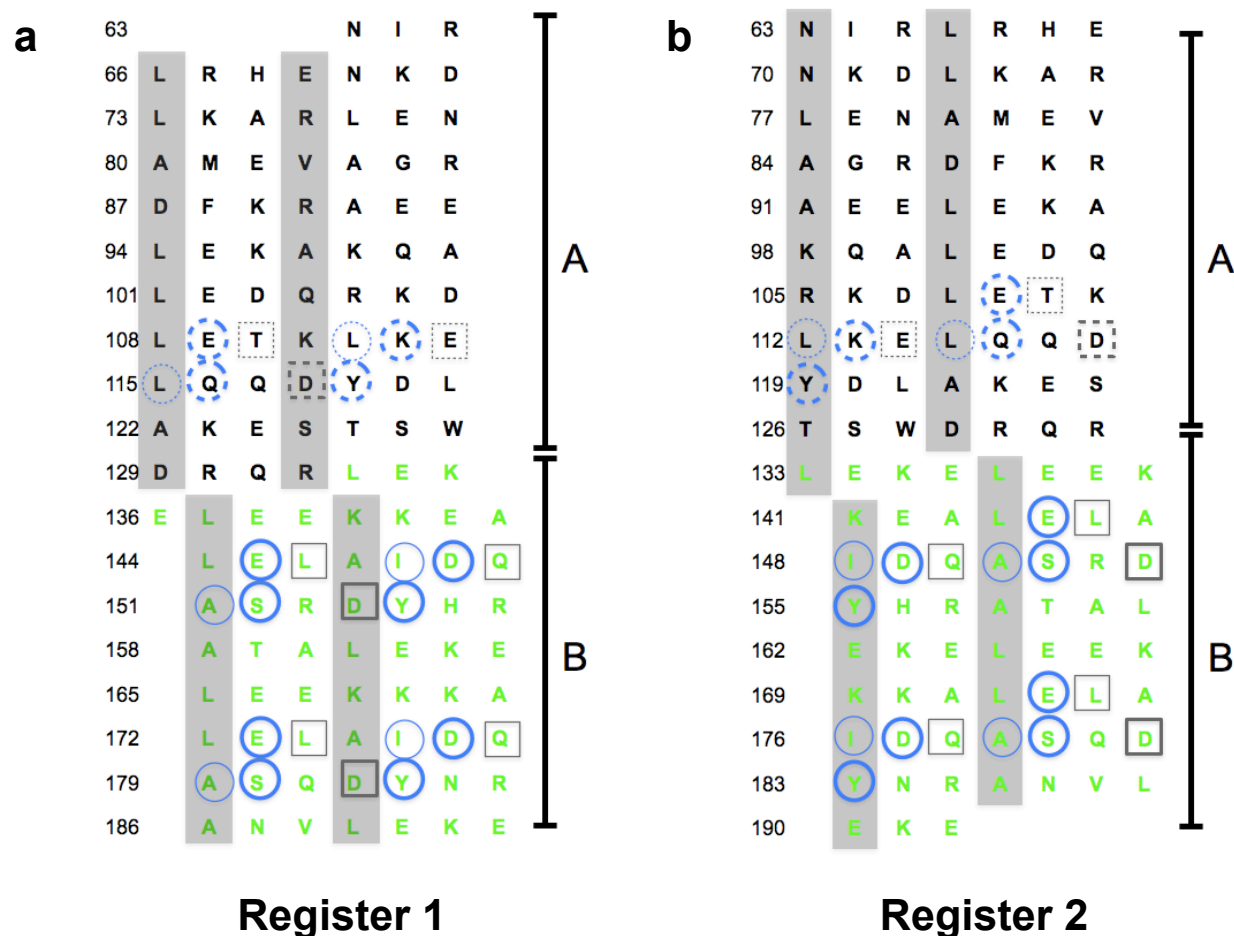 a
63 N I R
66 L R H E N K D
73 L K A R L E N
80 A M E V A G R
87 D F K R A E E
94 L E K A K Q A
101 L E D Q R K D
108 L E T K L K E
115 L Q Q D Y D L
122 A K E S T S W
129 D R Q R L E K
136 E L E E K K E A
144 L E L A I D Q
151 A S R D Y H R
158 A T A L E K E
165 L E E K K K A
172 L E L A I D Q
179 A S Q D Y N R
186 A N V L E K E
A
B
Register 1
b
63 N I R L R H E
70 N K D L K A R
77 L E N A M E V
84 A G R D F K R
91 A E E L E K A
98 K Q A L E D Q
105 R K D L E T K
112 L K E L Q Q D
119 Y D L A K E S
126 T S W D R Q R
133 L E K E L E E K
141 K E A L E L A
148 I D Q A S R D
155 Y H R A T A L
162 E K E L E E K
169 K K A L E L A
176 I D Q A S Q D
183 Y N R A N V L
190 E K E
A
B
Register 2